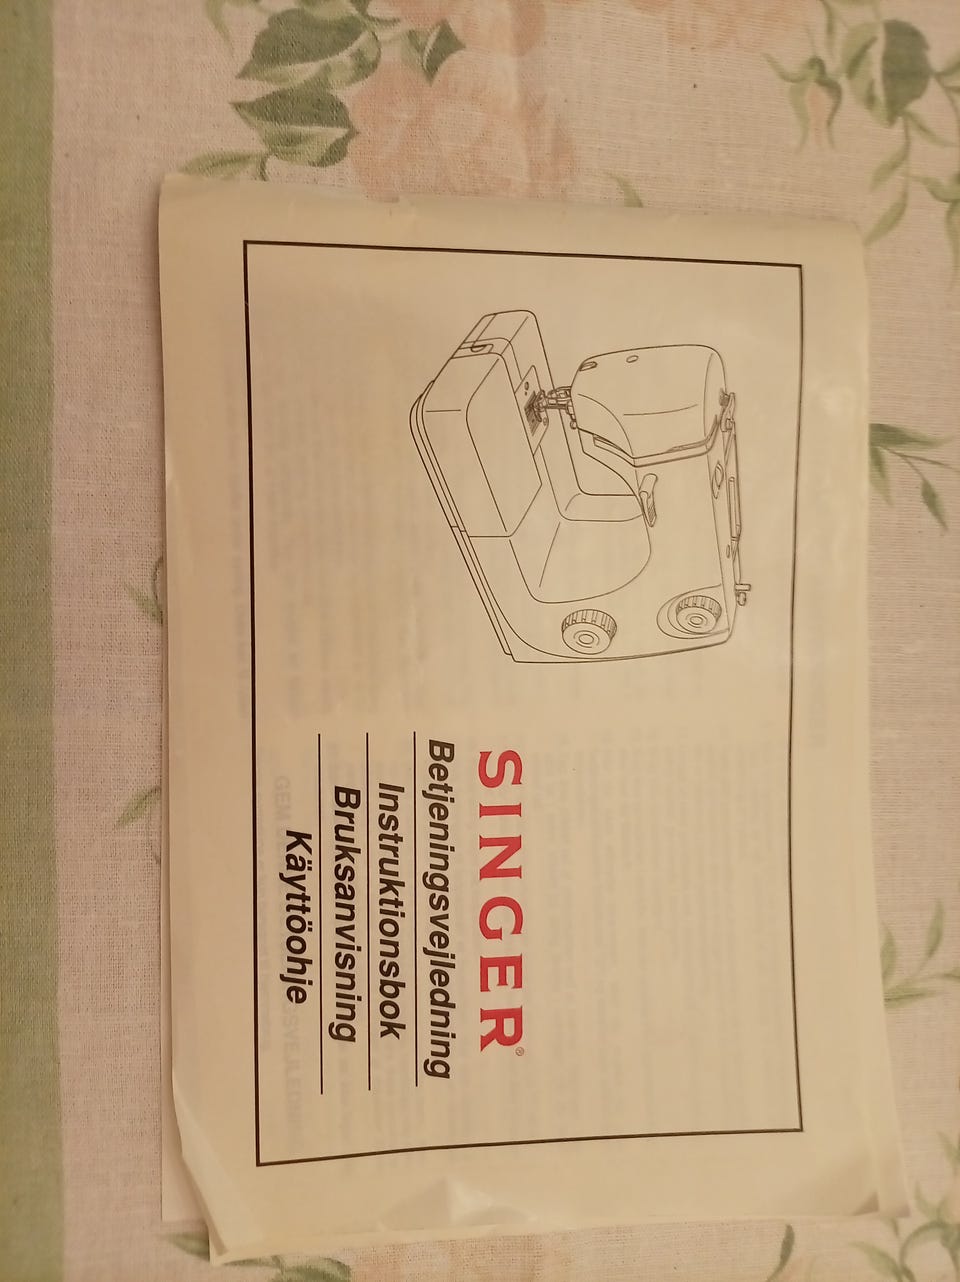 SINGER®
Betjeningsvejledning
Instruktionsbok
Bruksanvisning
Käyttöohje